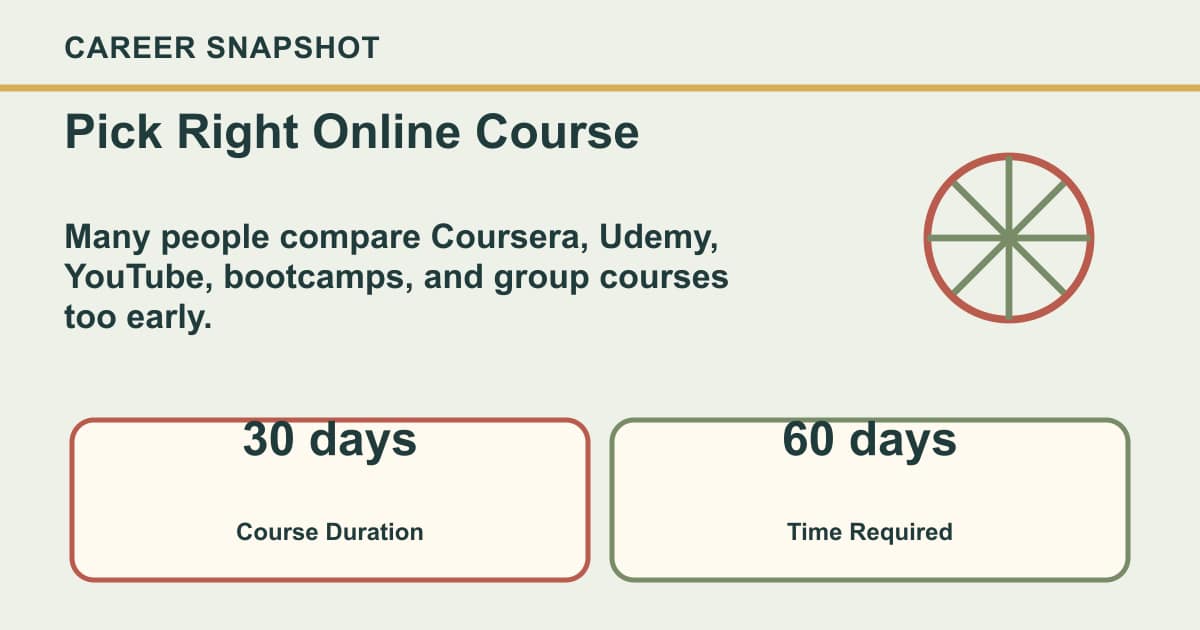 CAREER SNAPSHOT
Pick Right Online Course
Many people compare Coursera, Udemy,
YouTube, bootcamps, and group courses
too early.
30 days
Course Duration
60 days
Time Required